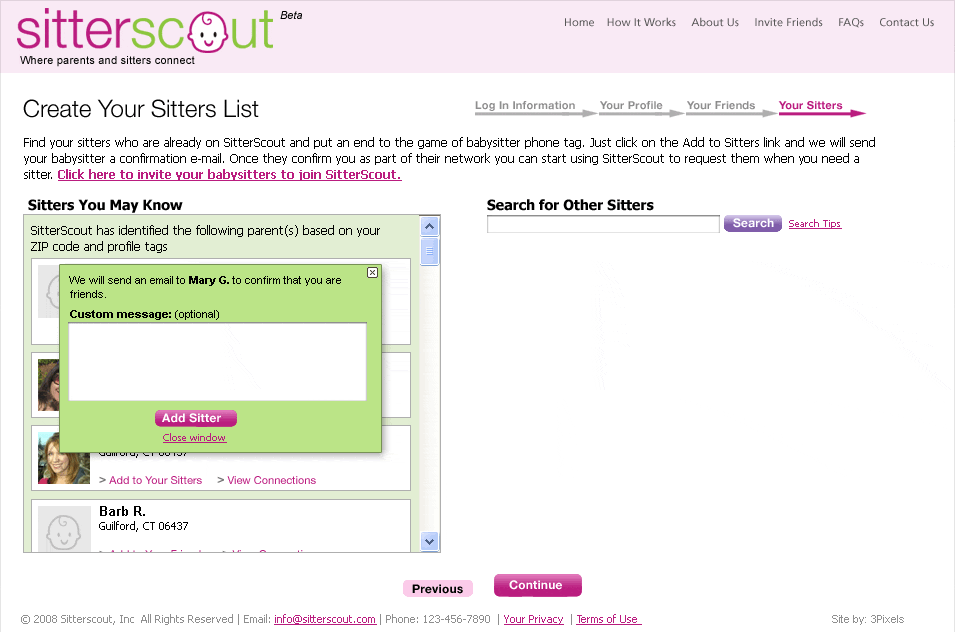 sitterscout Beta
Where parents and sitters connect
Home How It Works About Us Invite Friends FAQs Contact Us
Create Your Sitters List
Log In Information Your Profile Your Friends Your Sitters
Find your sitters who are already on SitterScout and put an end to the game of babysitter phone tag. Just click on the Add to Sitters link and we will send
your babysitter a confirmation e-mail. Once they confirm you as part of their network you can start using SitterScout to request them when you need a
sitter. Click here to invite your babysitters to join SitterScout.
Sitters You May Know
SitterScout has identified the following parent(s) based on your
ZIP code and profile tags
We will send an email to Mary G. to confirm that you are
friends.
Custom message: (optional)
Add Sitter
Close window
Guilford, CT 06437
> Add to Your Sitters > View Connections
Barb R.
Guilford, CT 06437
Search for Other Sitters
Search Search Tips
Previous Continue
© 2008 Sitterscout, Inc All Rights Reserved | Email: info@sitterscout.com | Phone: 123-456-7890 | Your Privacy | Terms of Use
Site by: 3Pixels